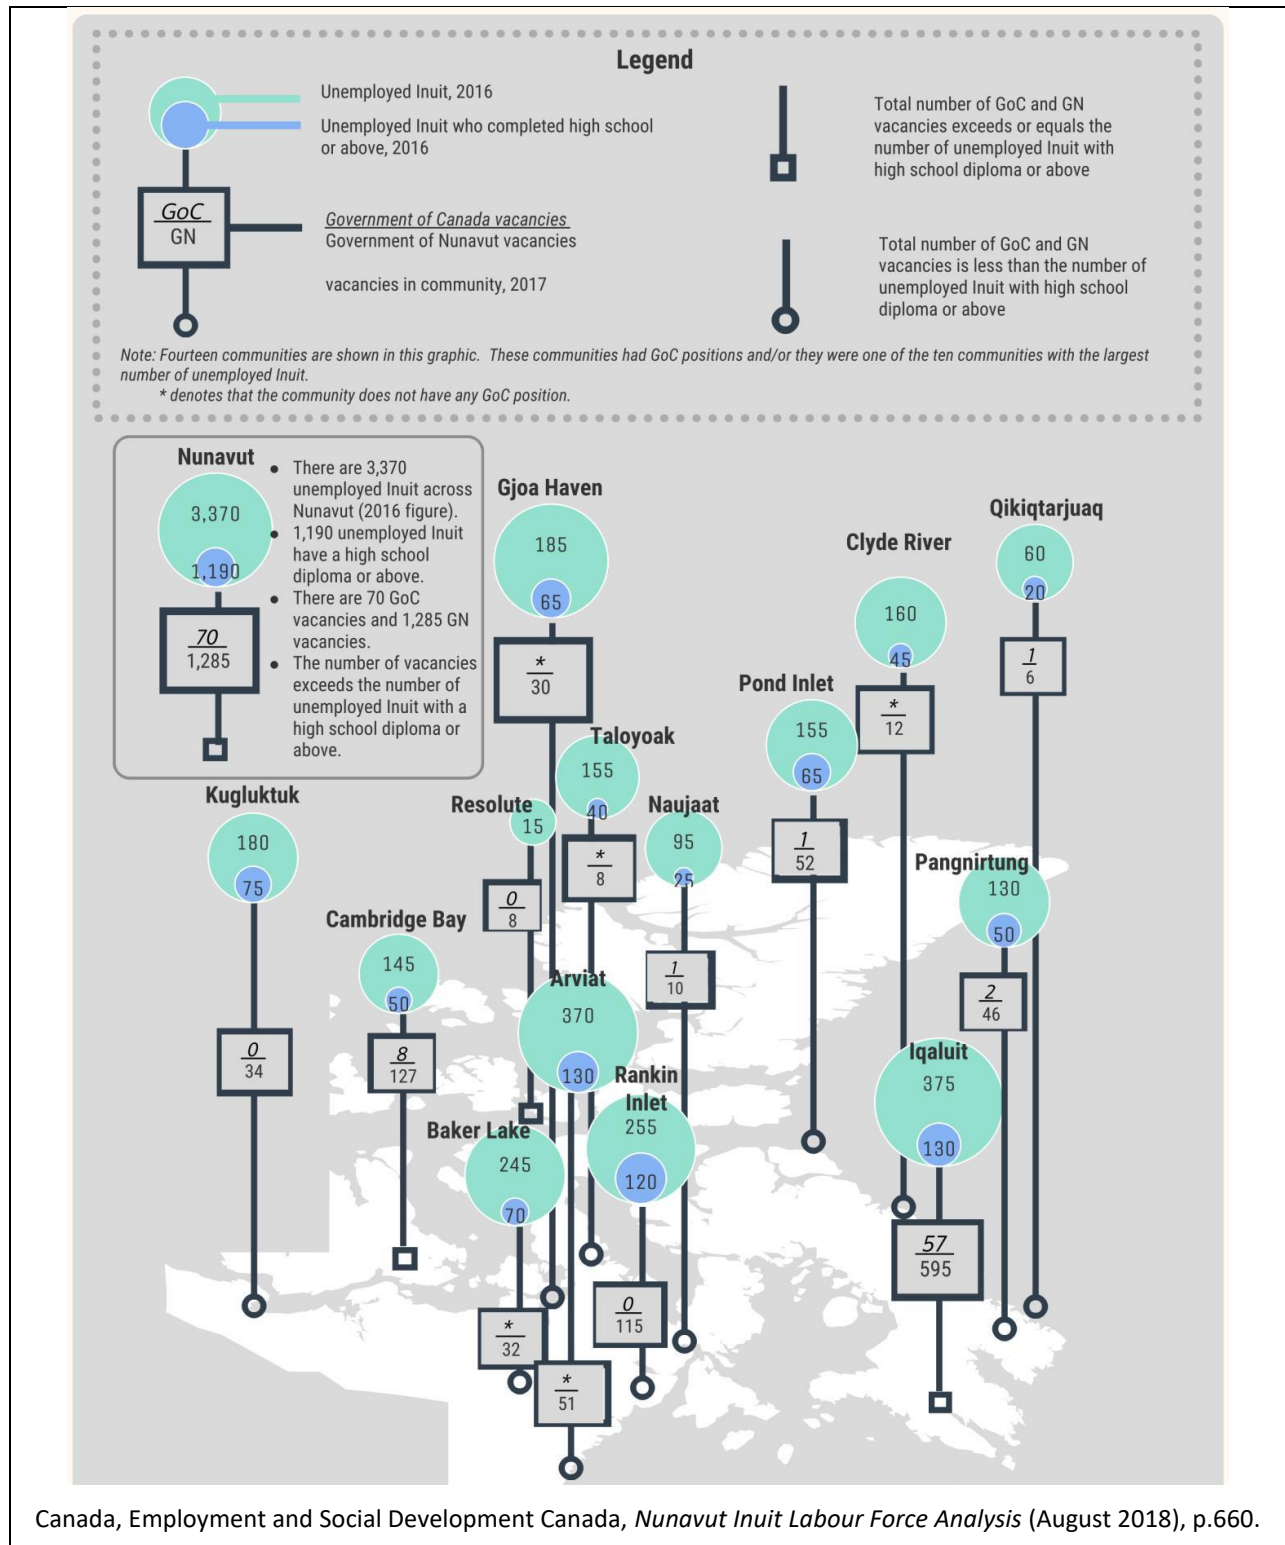 Legend
Unemployed Inuit, 2016
Unemployed Inuit who completed high school
or above, 2016
GoC
GN
Government of Canada vacancies
Government of Nunavut vacancies
vacancies in community, 2017
Total number of GoC and GN
vacancies exceeds or equals the
number of unemployed Inuit with
high school diploma or above
Total number of GoC and GN
vacancies is less than the number of
unemployed Inuit with high school
diploma or above
Note: Fourteen communities are shown in this graphic. These communities had GoC positions and/or they were one of the ten communities with the largest
number of unemployed Inuit.
* denotes that the community does not have any GoC position.
Nunavut
3,370
1,190
70
1,285
● There are 3,370
unemployed Inuit across
Nunavut (2016 figure).
● 1,190 unemployed Inuit
have a high school
diploma or above.
● There are 70 GoC
vacancies and 1,285 GN
vacancies.
● The number of vacancies
exceeds the number of
unemployed Inuit with a
high school diploma or
above.
Gjoa Haven
185
65
*
30
Qikiqtarjuaq
60
20
1
6
Clyde River
160
45
*
12
Pond Inlet
155
65
1
52
Taloyoak
155
40
*
8
Resolute
15
0
8
Naujaat
95
25
1
10
Kugluktuk
180
75
0
34
Pangnirtung
130
50
2
46
Cambridge Bay
145
50
8
127
Arviat
370
130
*
51
Iqaluit
375
130
57
595
Rankin
Inlet
255
120
0
115
Baker Lake
245
70
*
32
Canada, Employment and Social Development Canada, Nunavut Inuit Labour Force Analysis (August 2018), p.660.